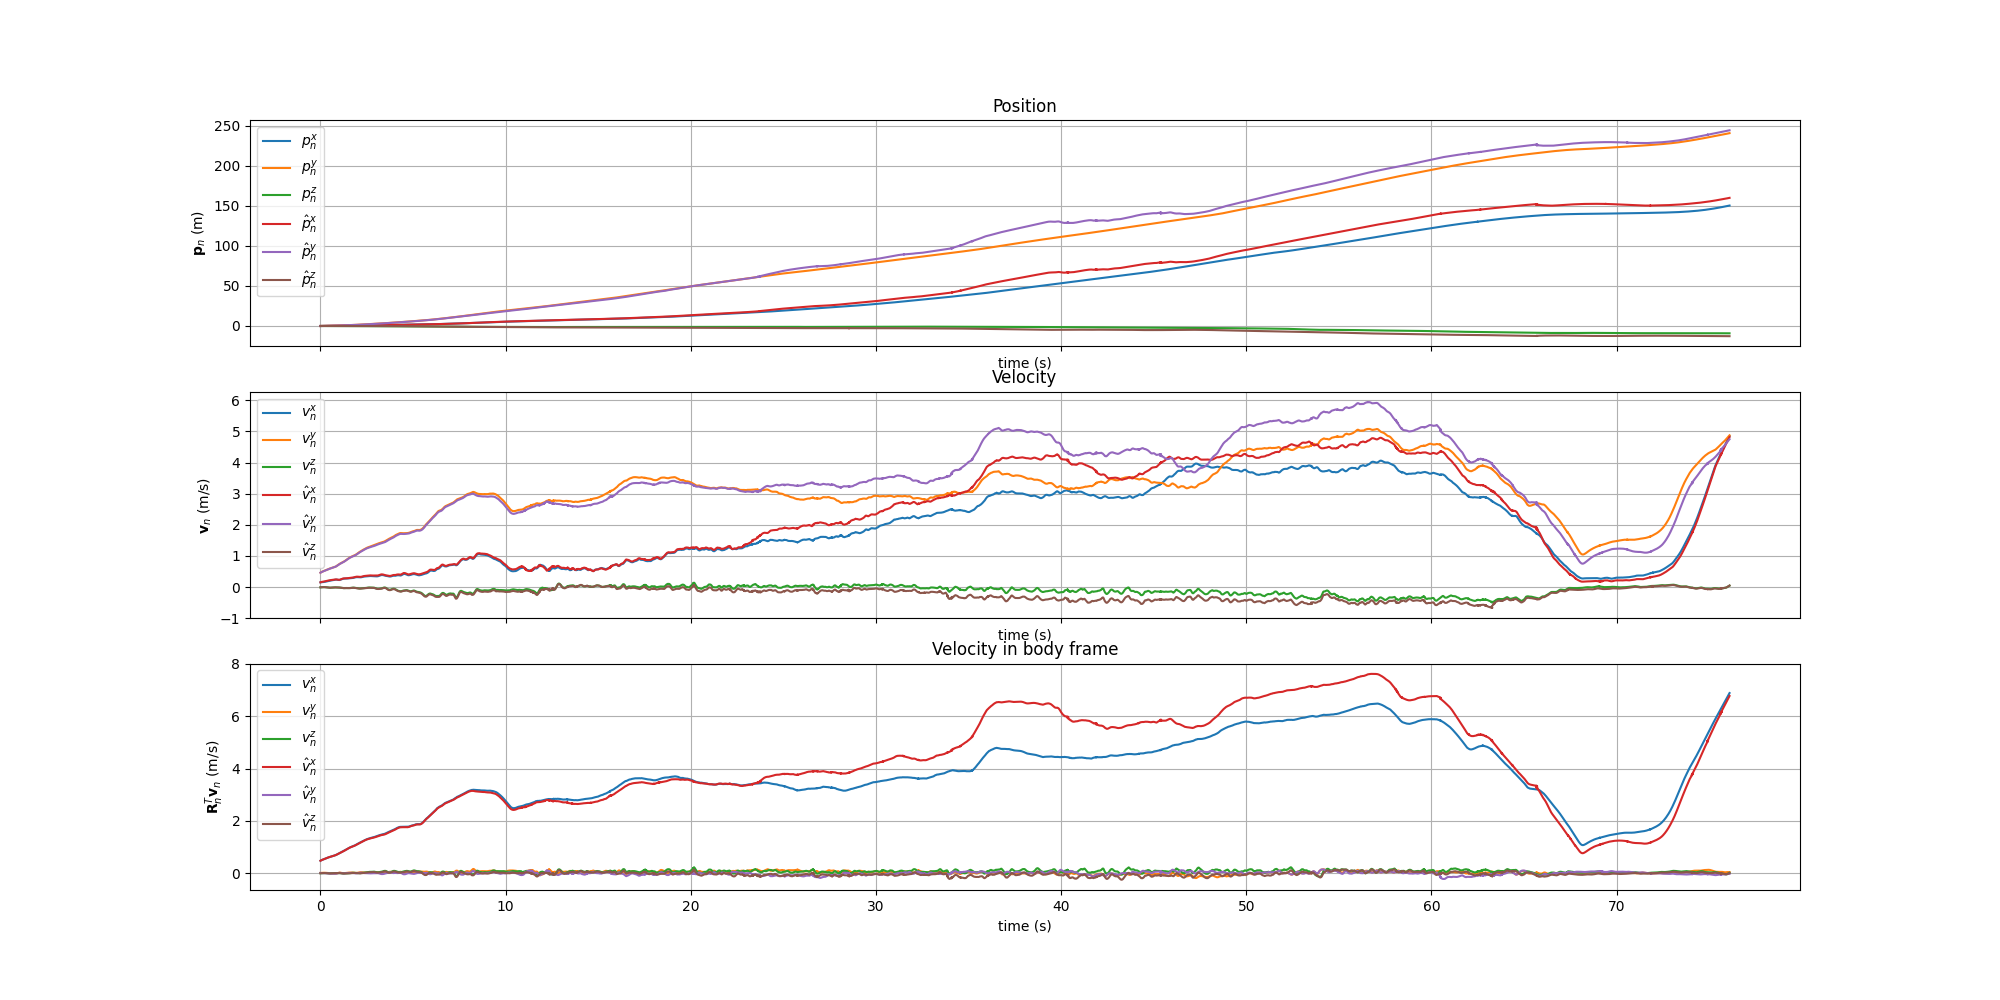 Position
250
200
150
100
50
0
p_n (m)
p_n^x
p_n^y
p_n^z
p̂_n^x
p̂_n^y
p̂_n^z
time (s)
Velocity
6
5
4
3
2
1
0
−1
v_n (m/s)
v_n^x
v_n^y
v_n^z
v̂_n^x
v̂_n^y
v̂_n^z
time (s)
Velocity in body frame
8
6
4
2
0
R_n^T v_n (m/s)
v_n^x
v_n^y
v_n^z
v̂_n^x
v̂_n^y
v̂_n^z
0 10 20 30 40 50 60 70
time (s)